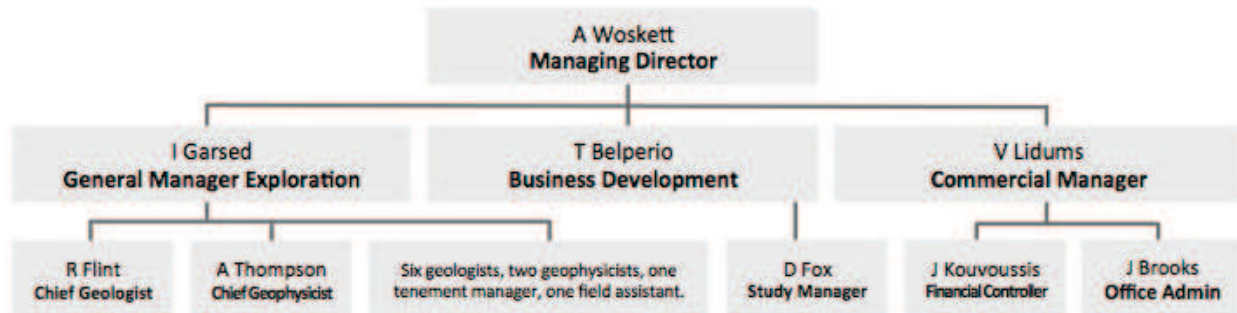 A Woskett
Managing Director
I Garsed
General Manager Exploration
T Belperio
Business Development
V Lidums
Commercial Manager
R Flint
Chief Geologist
A Thompson
Chief Geophysicist
Six geologists, two geophysicists, one
tenement manager, one field assistant.
D Fox
Study Manager
J Kouvoussis
Financial Controller
J Brooks
Office Admin